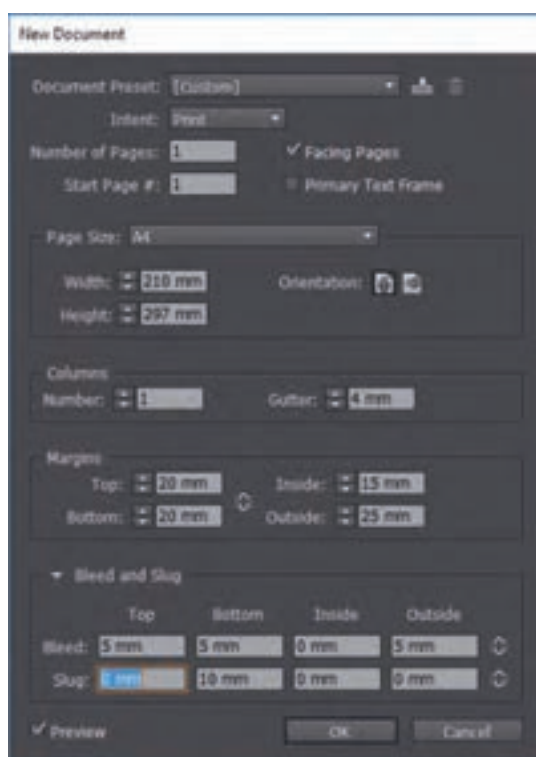 New Document
Document Preset: [Custom]
Intent: Print
Number of Pages: 1 Facing Pages
Start Page #: 1 Primary Text Frame
Page Size: A4
Width: 210 mm Orientation:
Height: 297 mm
Columns
Number: 1 Gutter: 4 mm
Margins
Top: 20 mm Inside: 15 mm
Bottom: 20 mm Outside: 25 mm
Bleed and Slug
Top Bottom Inside Outside
Bleed: 5 mm 5 mm 0 mm 5 mm
Slug: mm 10 mm 0 mm 0 mm
Preview OK Cancel